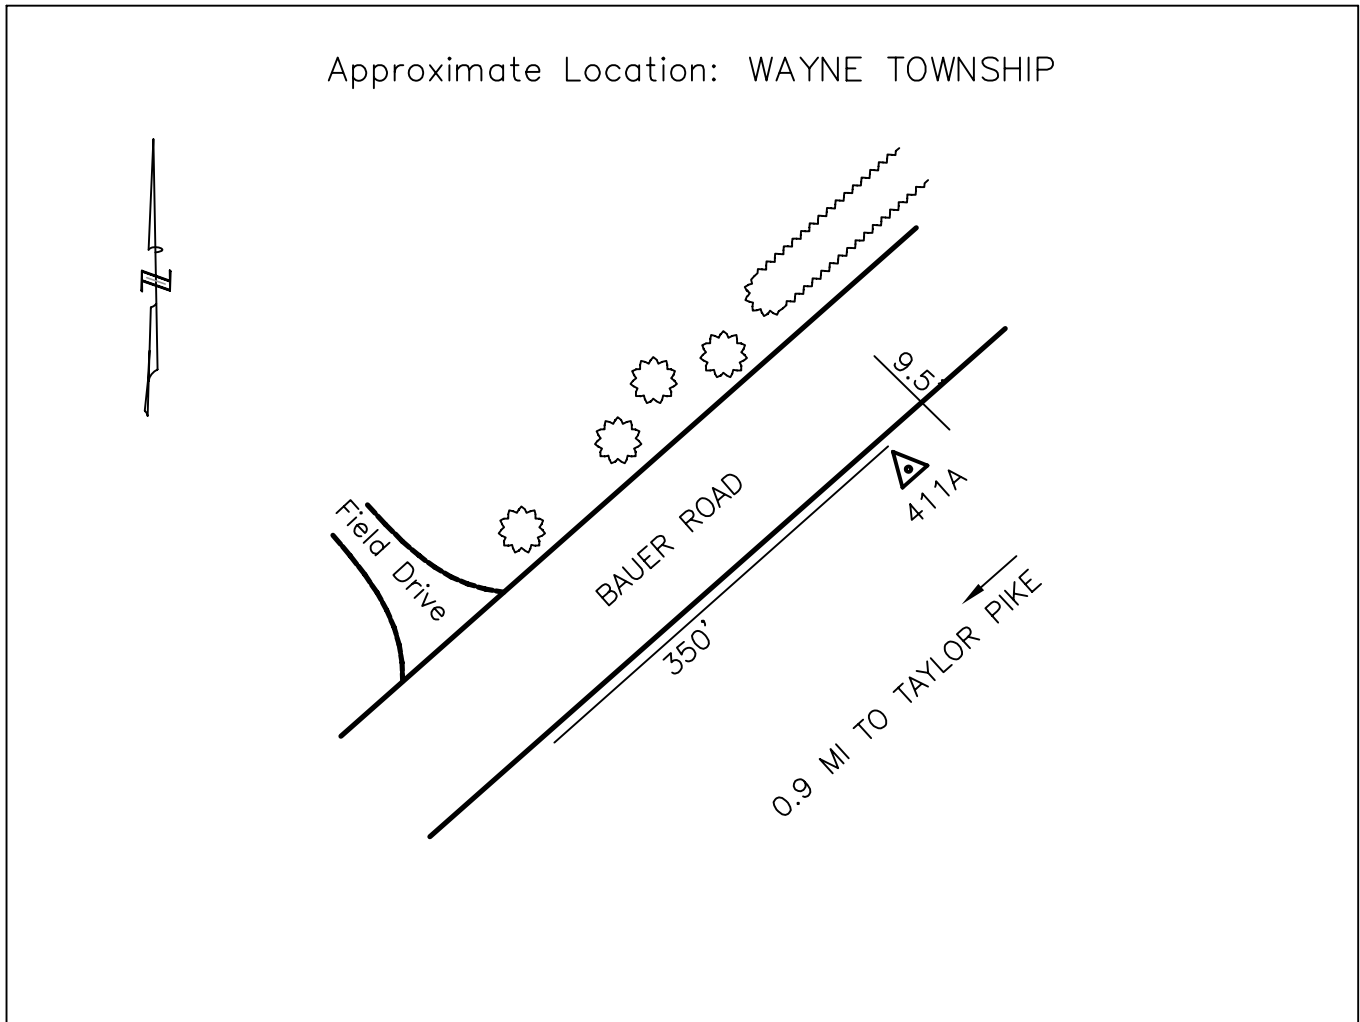 Approximate Location: WAYNE TOWNSHIP
N
9.5'
411A
Field Drive
BAUER ROAD
350'
0.9 MI TO TAYLOR PIKE